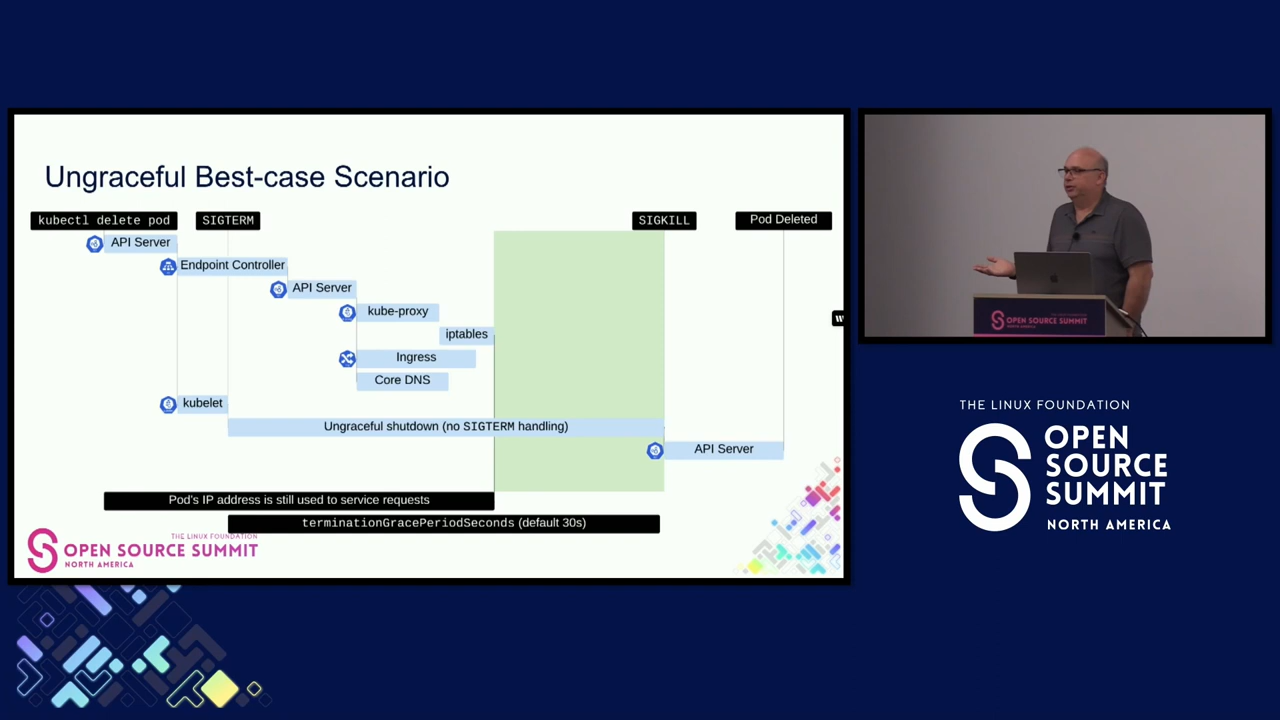 Ungraceful Best-case Scenario
kubectl delete pod
SIGTERM
SIGKILL
Pod Deleted
API Server
Endpoint Controller
API Server
kube-proxy
iptables
Ingress
Core DNS
kubelet
Ungraceful shutdown (no SIGTERM handling)
API Server
Pod's IP address is still used to service requests
terminationGracePeriodSeconds (default 30s)
THE LINUX FOUNDATION
OPEN SOURCE SUMMIT
NORTH AMERICA
OPEN SOURCE SUMMIT
NORTH AMERICA
THE LINUX FOUNDATION
OPEN
SOURCE
SUMMIT
NORTH AMERICA